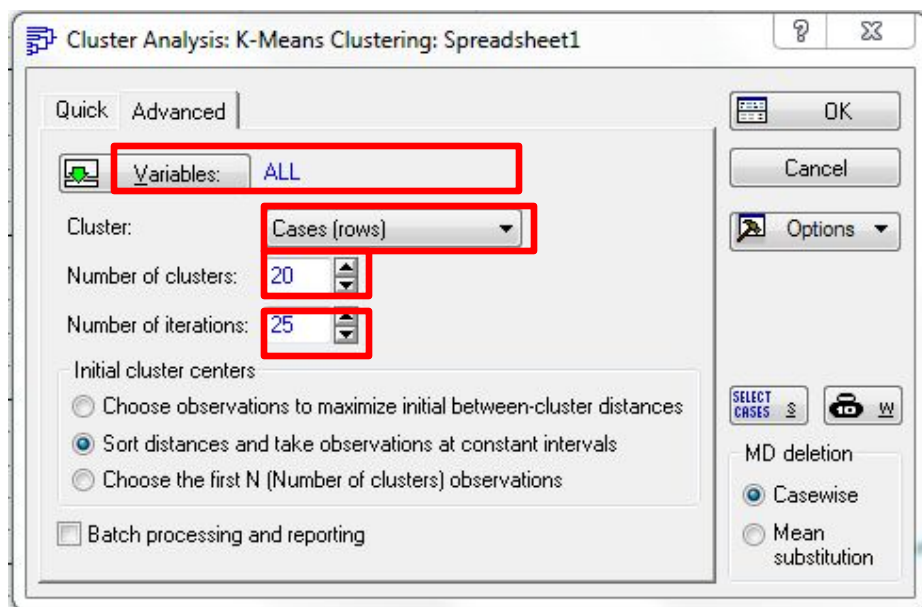 Cluster Analysis: K-Means Clustering: Spreadsheet1
Quick Advanced
Variables: ALL
Cluster: Cases (rows)
Number of clusters: 20
Number of iterations: 25
Initial cluster centers
Choose observations to maximize initial between-cluster distances
Sort distances and take observations at constant intervals
Choose the first N (Number of clusters) observations
Batch processing and reporting
OK
Cancel
Options
SELECT
CASES S W
MD deletion
Casewise
Mean
substitution